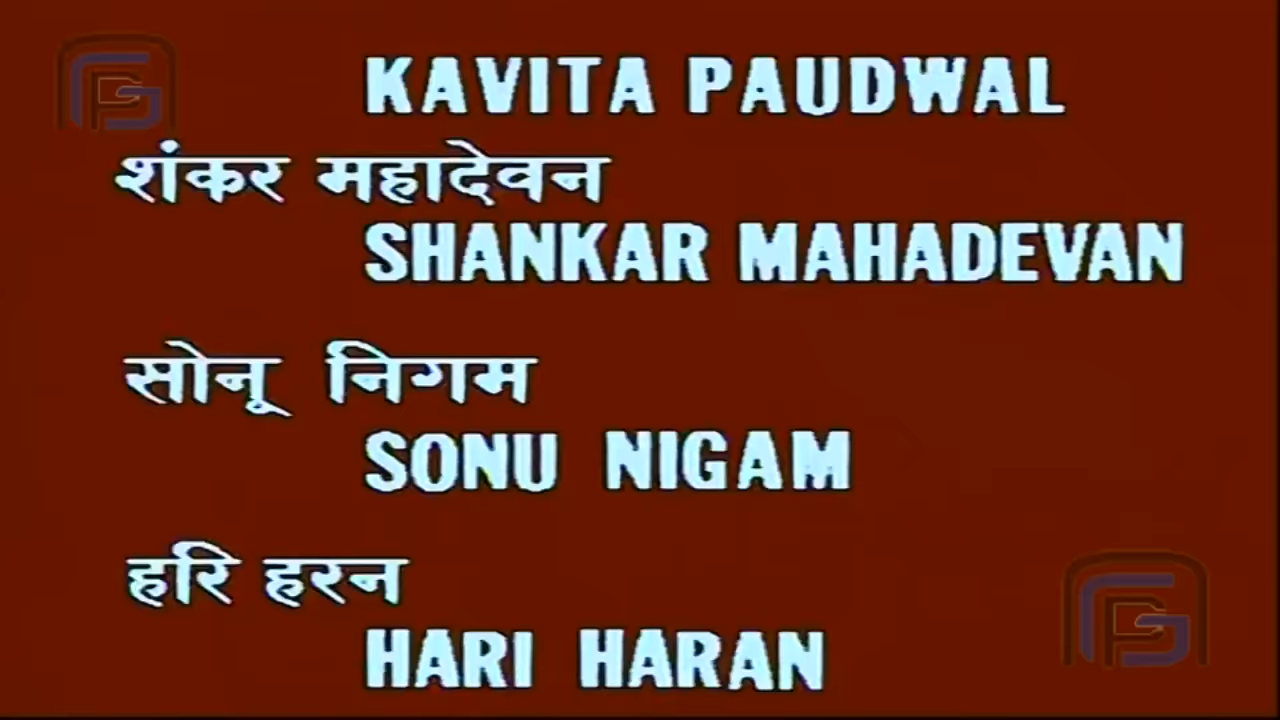 KAVITA PAUDWAL
शंकर महादेवन
SHANKAR MAHADEVAN
सोनू निगम
SONU NIGAM
हरि हरन
HARI HARAN